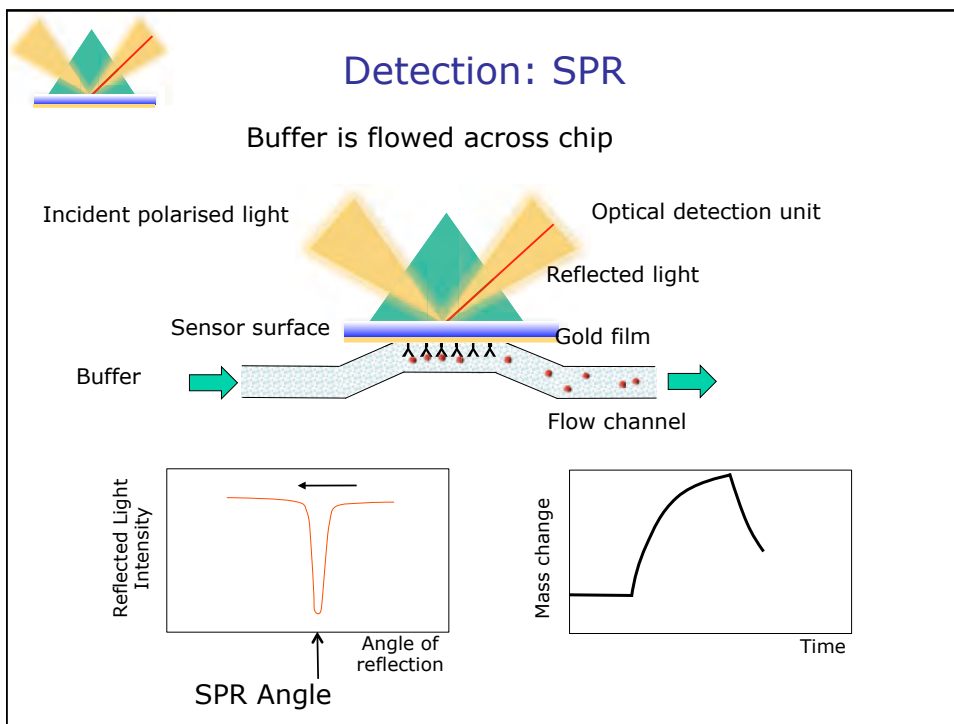 Detection: SPR
Buffer is flowed across chip
Incident polarised light
Optical detection unit
Reflected light
Sensor surface
Gold film
Buffer
Flow channel
Reflected Light
Intensity
Angle of
reflection
SPR Angle
Mass change
Time